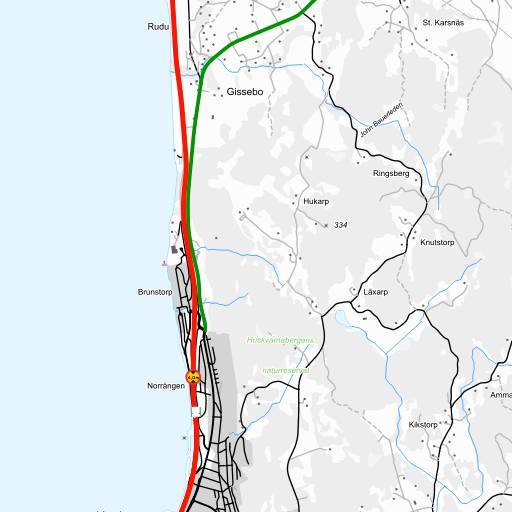 Rudu
St. Karsnäs
Gissebo
John Bauerleden
Ringsberg
Hukarp
334
Knutstorp
Brunstorp
Läxarp
Huskvarnabergens
naturreservat
Norrängen
Amma
Kikstorp